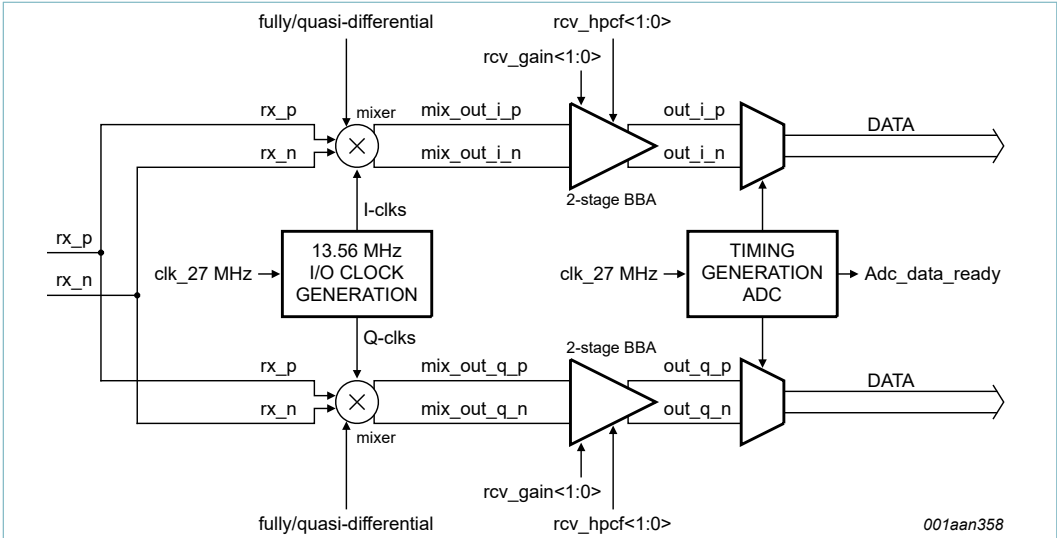 fully/quasi-differential
rcv_hpcf<1:0>
rcv_gain<1:0>
rx_p
mixer
mix_out_i_p
out_i_p
DATA
rx_n
mix_out_i_n
out_i_n
2-stage BBA
I-clks
rx_p
rx_n
clk_27 MHz
13.56 MHz
I/O CLOCK
GENERATION
clk_27 MHz
TIMING
GENERATION
ADC
Adc_data_ready
Q-clks
2-stage BBA
rx_p
mix_out_q_p
out_q_p
DATA
rx_n
mix_out_q_n
out_q_n
mixer
rcv_gain<1:0>
fully/quasi-differential
rcv_hpcf<1:0>
001aan358